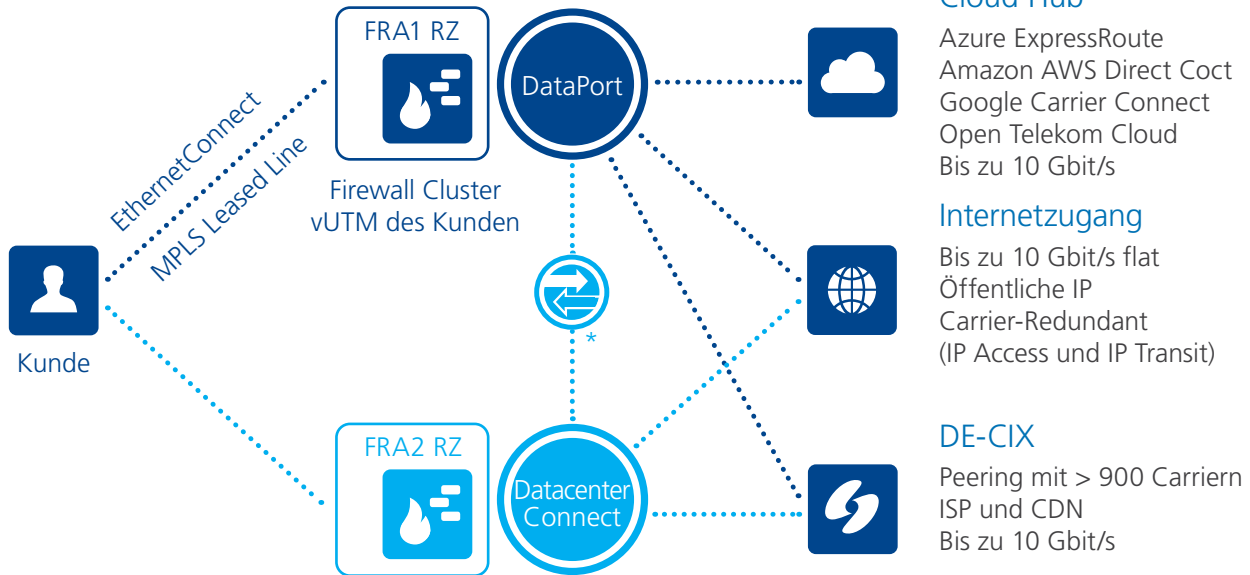 Cloud Hub
Azure ExpressRoute
Amazon AWS Direct Coct
Google Carrier Connect
Open Telekom Cloud
Bis zu 10 Gbit/s
FRA1 RZ
DataPort
EthernetConnect
MPLS Leased Line
Firewall Cluster
vUTM des Kunden
Internetzugang
Bis zu 10 Gbit/s flat
Öffentliche IP
Carrier-Redundant
(IP Access und IP Transit)
*
Kunde
FRA2 RZ
Datacenter
Connect
DE-CIX
Peering mit > 900 Carriern
ISP und CDN
Bis zu 10 Gbit/s